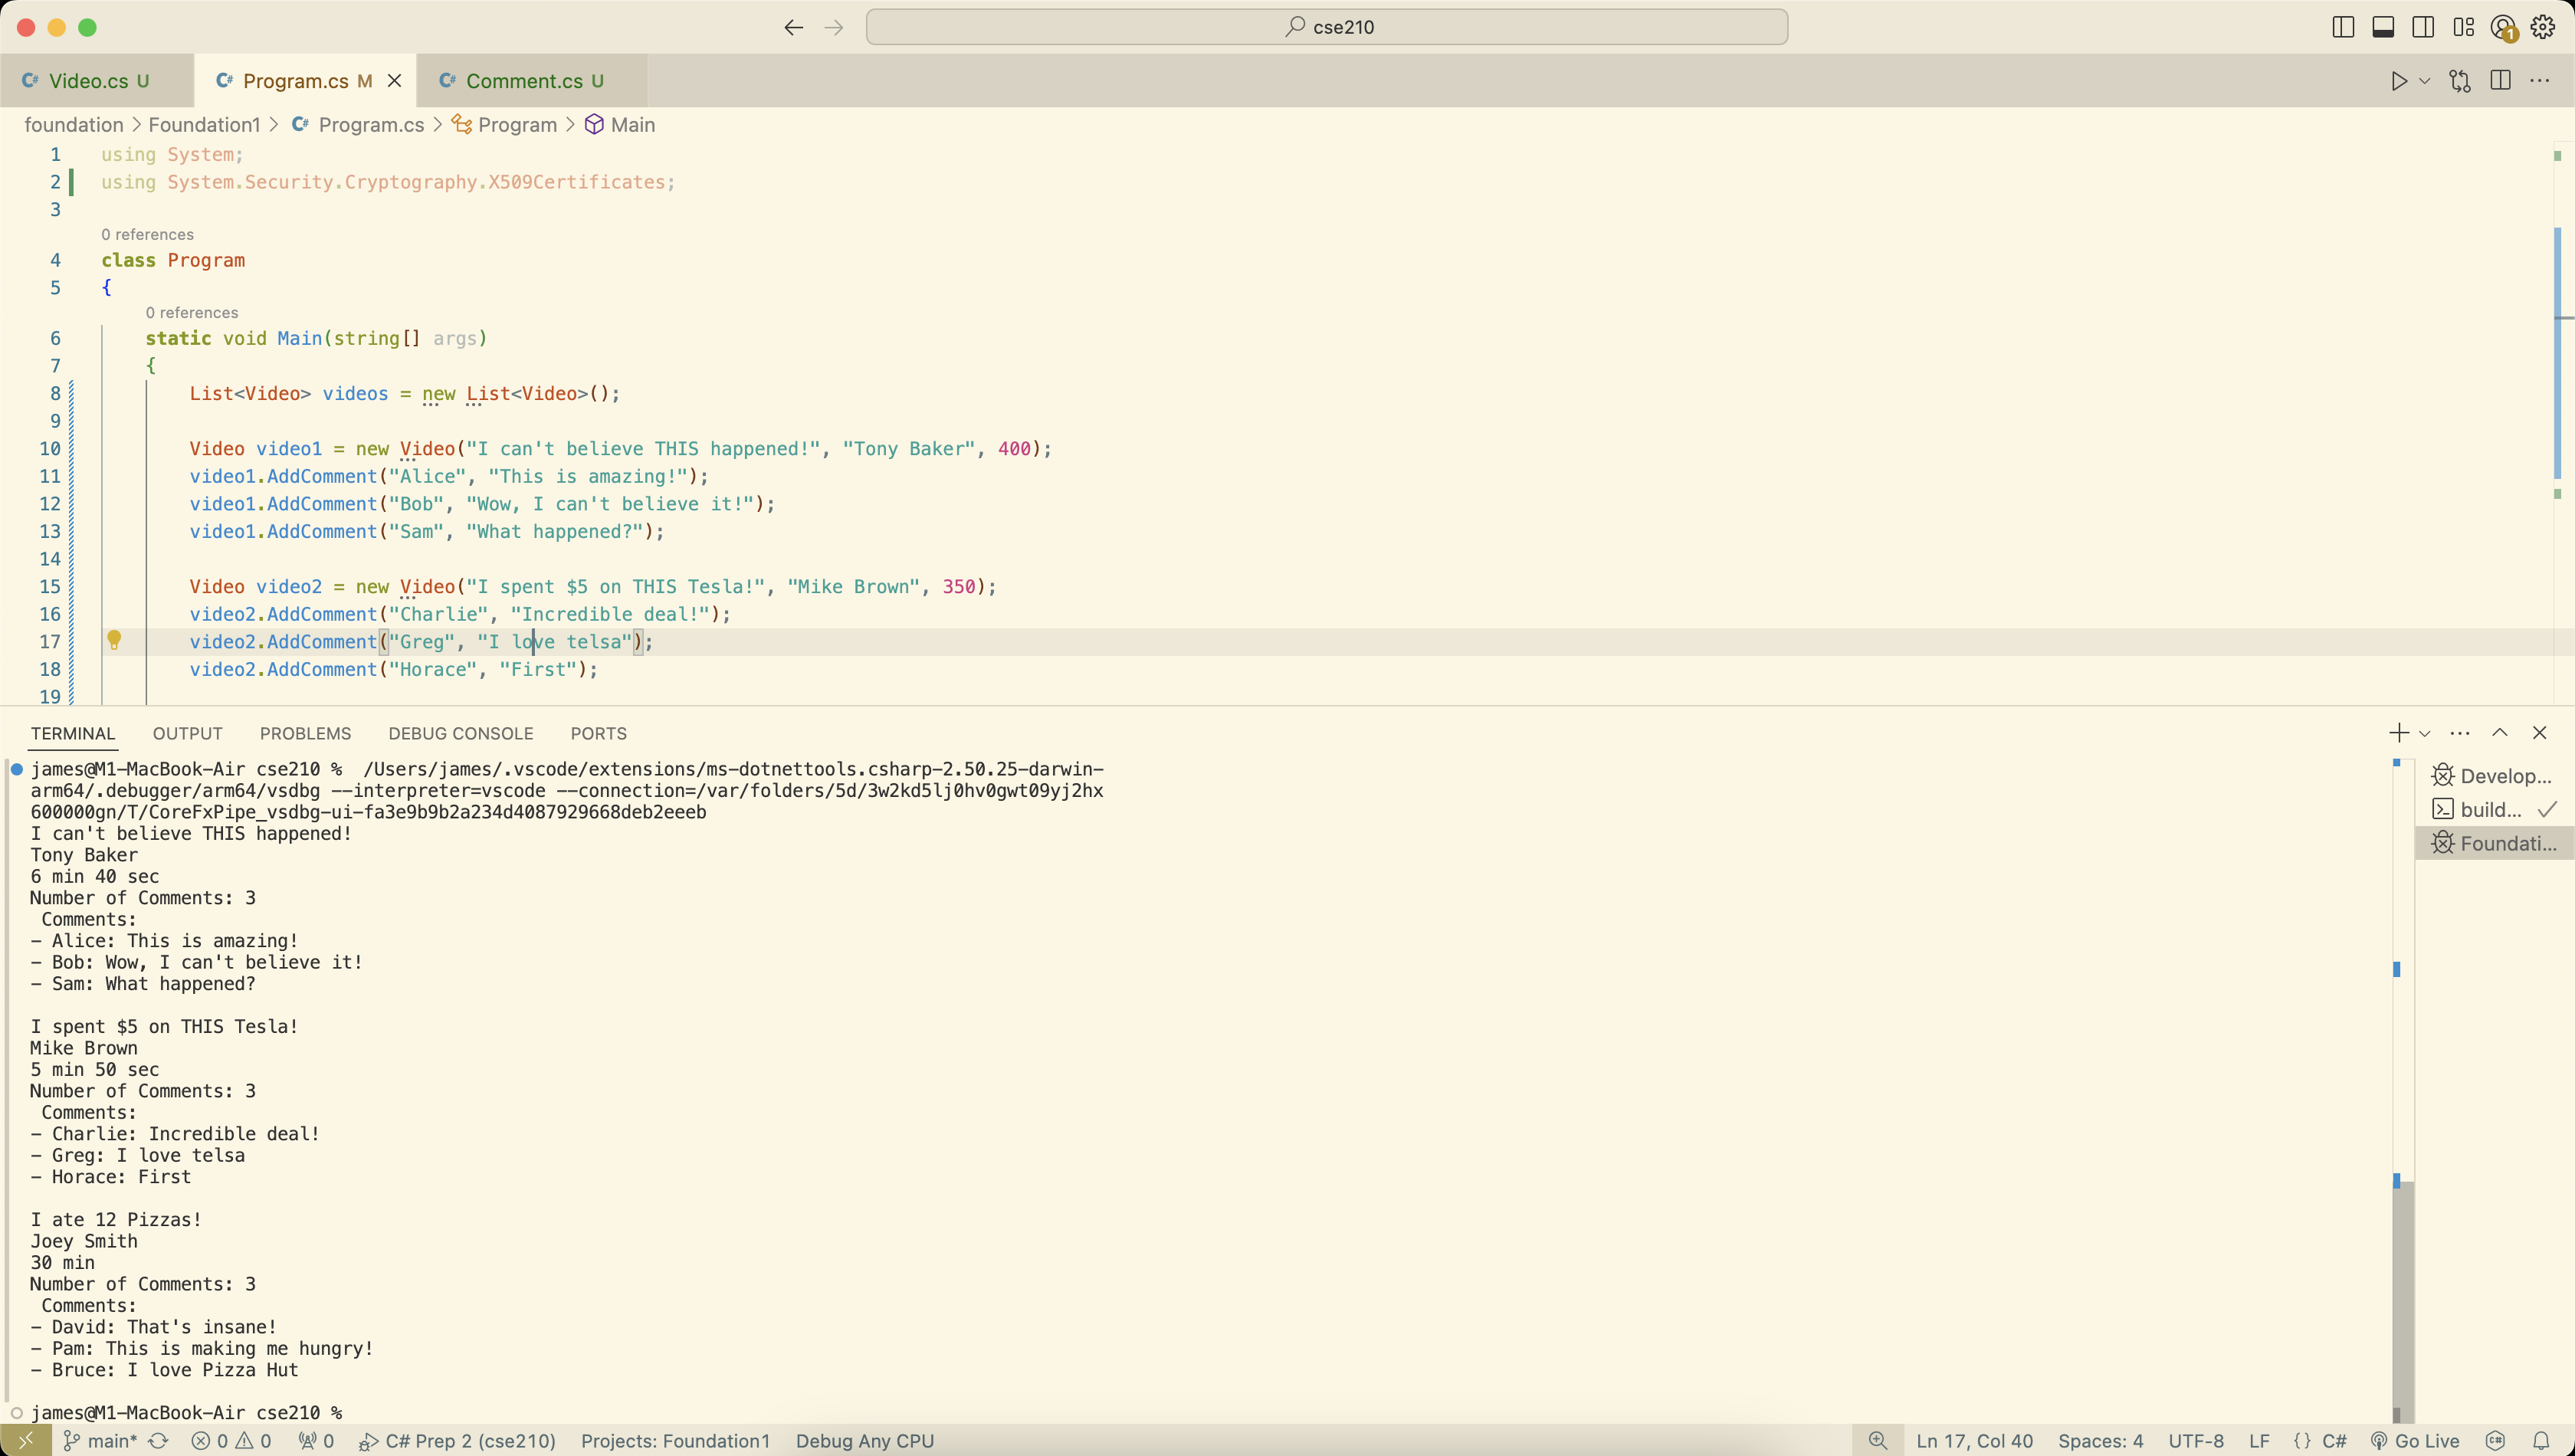 cse210
1
Video.cs U
Program.cs M
Comment.cs U
foundation > Foundation1 > Program.cs > Program > Main
1 using System;
2 using System.Security.Cryptography.X509Certificates;
3
0 references
4 class Program
5 {
0 references
6 static void Main(string[] args)
7 {
8 List<Video> videos = new List<Video>();
9
10 Video video1 = new Video("I can't believe THIS happened!", "Tony Baker", 400);
11 video1.AddComment("Alice", "This is amazing!");
12 video1.AddComment("Bob", "Wow, I can't believe it!");
13 video1.AddComment("Sam", "What happened?");
14
15 Video video2 = new Video("I spent $5 on THIS Tesla!", "Mike Brown", 350);
16 video2.AddComment("Charlie", "Incredible deal!");
17 video2.AddComment("Greg", "I love telsa");
18 video2.AddComment("Horace", "First");
19
TERMINAL OUTPUT PROBLEMS DEBUG CONSOLE PORTS
james@M1-MacBook-Air cse210 % /Users/james/.vscode/extensions/ms-dotnettools.csharp-2.50.25-darwin-
arm64/.debugger/arm64/vsdbg --interpreter=vscode --connection=/var/folders/5d/3w2kd5lj0hv0gwt09yj2hx
600000gn/T/CoreFxPipe_vsdbg-ui-fa3e9b9b2a234d4087929668deb2eeeb
I can't believe THIS happened!
Tony Baker
6 min 40 sec
Number of Comments: 3
Comments:
- Alice: This is amazing!
- Bob: Wow, I can't believe it!
- Sam: What happened?
I spent $5 on THIS Tesla!
Mike Brown
5 min 50 sec
Number of Comments: 3
Comments:
- Charlie: Incredible deal!
- Greg: I love telsa
- Horace: First
I ate 12 Pizzas!
Joey Smith
30 min
Number of Comments: 3
Comments:
- David: That's insane!
- Pam: This is making me hungry!
- Bruce: I love Pizza Hut
james@M1-MacBook-Air cse210 %
Develop...
build...
Foundati...
main* 0 0 0 C# Prep 2 (cse210) Projects: Foundation1 Debug Any CPU Ln 17, Col 40 Spaces: 4 UTF-8 LF {} C# Go Live